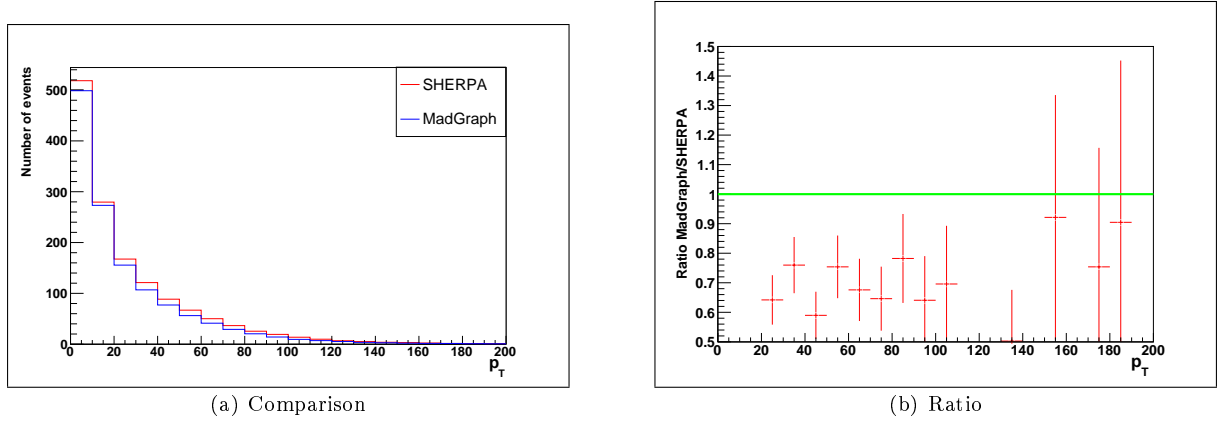 Number of events
500
400
300
200
100
0
SHERPA
MadGraph
0 20 40 60 80 100 120 140 160 180 200
p_T
(a) Comparison
Ratio MadGraph/SHERPA
1.5
1.4
1.3
1.2
1.1
1
0.9
0.8
0.7
0.6
0.5
0 20 40 60 80 100 120 140 160 180 200
p_T
(b) Ratio